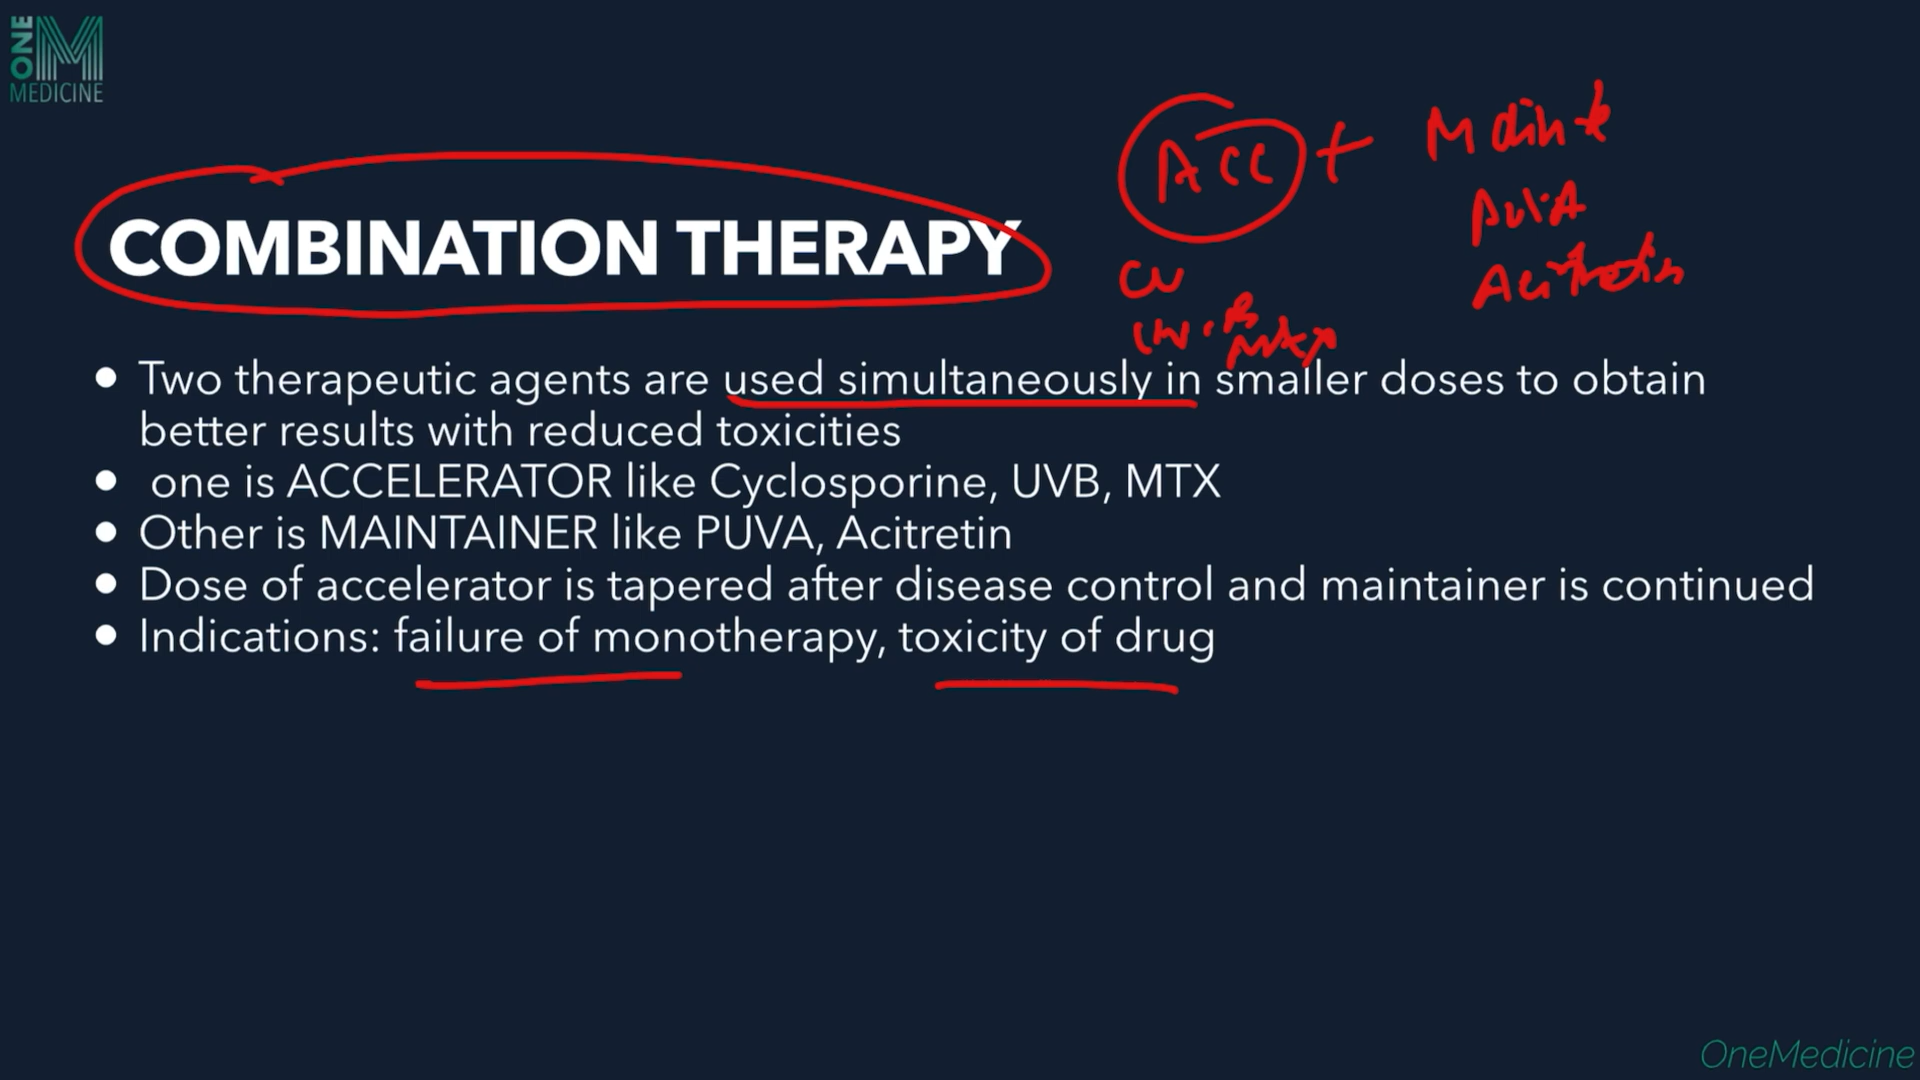 ONE
MEDICINE
ACC + Maint
PUVA
Acitretin
COMBINATION THERAPY
MTX
• Two therapeutic agents are used simultaneously in smaller doses to obtain
better results with reduced toxicities
• one is ACCELERATOR like Cyclosporine, UVB, MTX
• Other is MAINTAINER like PUVA, Acitretin
• Dose of accelerator is tapered after disease control and maintainer is continued
• Indications: failure of monotherapy, toxicity of drug
OneMedicine